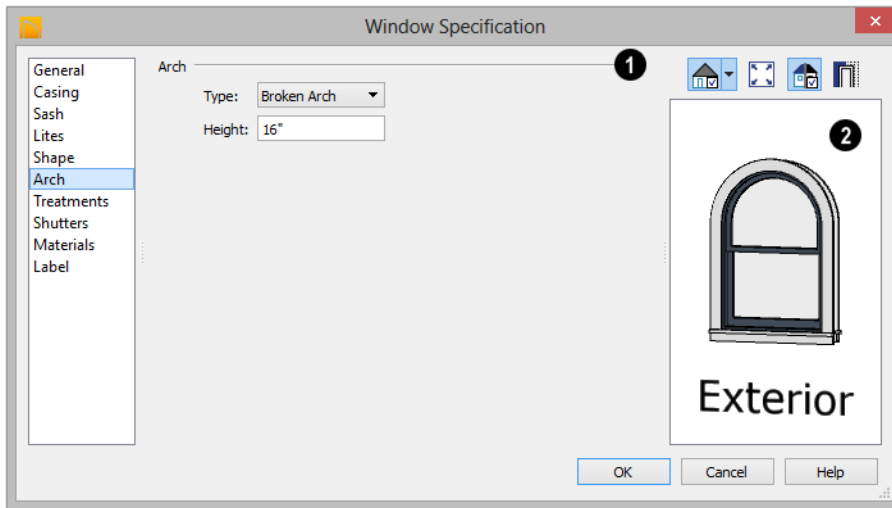 Window Specification
×
General
Casing
Sash
Lites
Shape
Arch
Treatments
Shutters
Materials
Label
Arch
1
Type: Broken Arch
Height: 16"
2
Exterior
OK Cancel Help